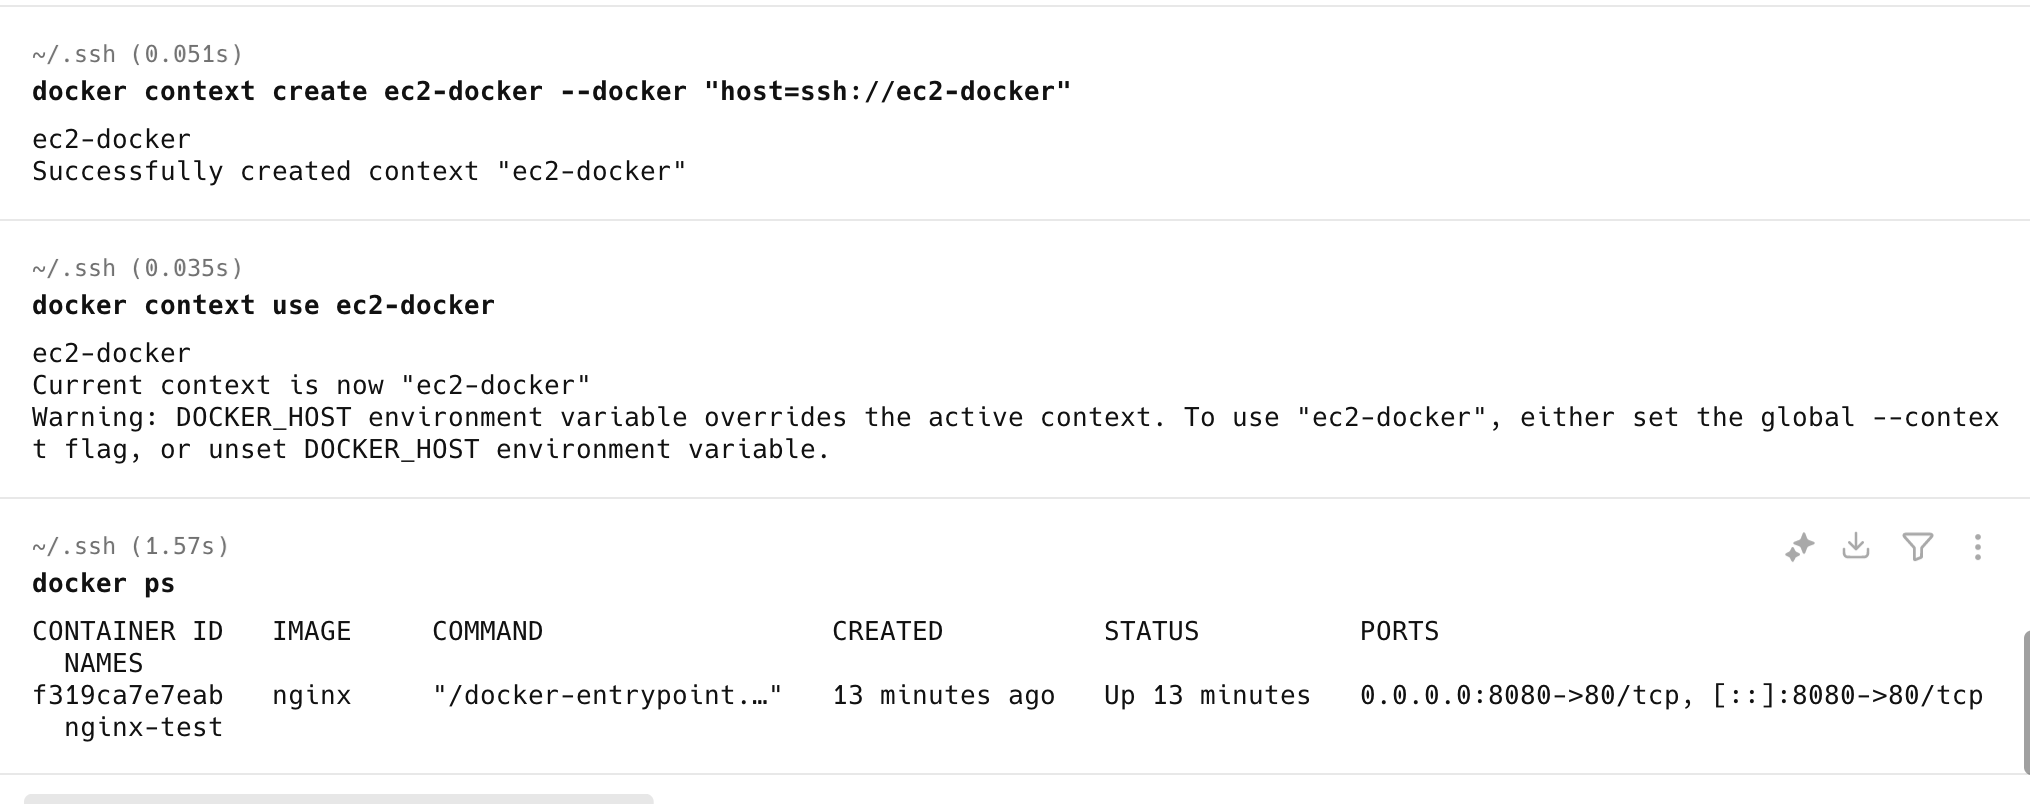 ~/.ssh (0.051s)
docker context create ec2-docker --docker "host=ssh://ec2-docker"
ec2-docker
Successfully created context "ec2-docker"
~/.ssh (0.035s)
docker context use ec2-docker
ec2-docker
Current context is now "ec2-docker"
Warning: DOCKER_HOST environment variable overrides the active context. To use "ec2-docker", either set the global --contex
t flag, or unset DOCKER_HOST environment variable.
~/.ssh (1.57s)
docker ps
CONTAINER ID   IMAGE     COMMAND                  CREATED          STATUS          PORTS
  NAMES
f319ca7e7eab   nginx     "/docker-entrypoint.…"   13 minutes ago   Up 13 minutes   0.0.0.0:8080->80/tcp, [::]:8080->80/tcp
  nginx-test